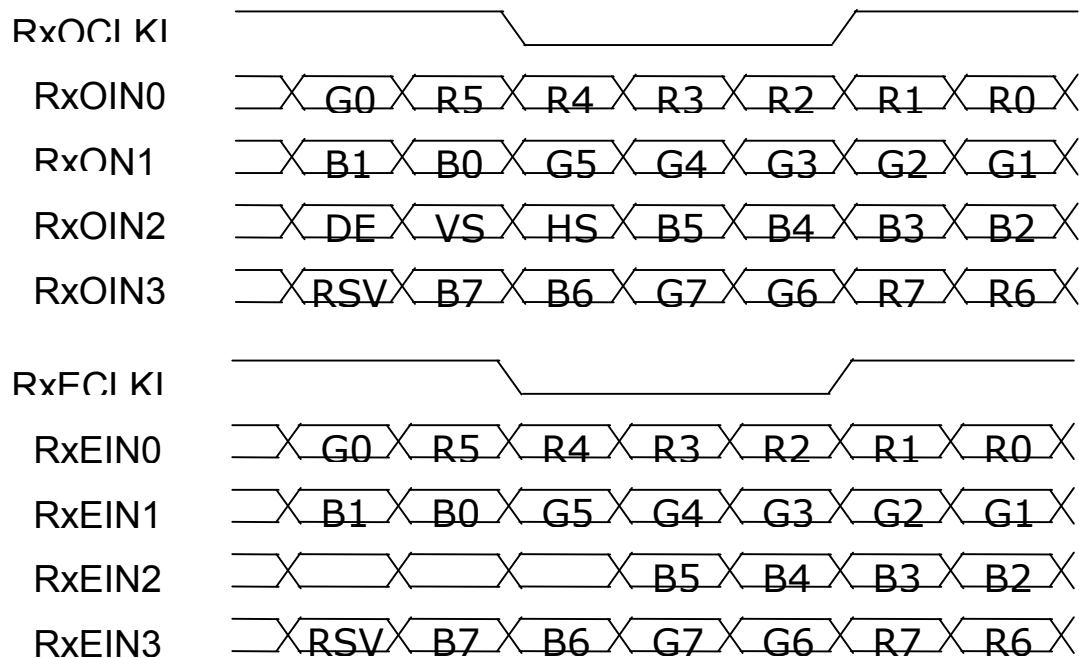 RxOCLKI
RxOIN0 G0 R5 R4 R3 R2 R1 R0
RxON1 B1 B0 G5 G4 G3 G2 G1
RxOIN2 DE VS HS B5 B4 B3 B2
RxOIN3 RSV B7 B6 G7 G6 R7 R6
RxECLKI
RxEIN0 G0 R5 R4 R3 R2 R1 R0
RxEIN1 B1 B0 G5 G4 G3 G2 G1
RxEIN2 B5 B4 B3 B2
RxEIN3 RSV B7 B6 G7 G6 R7 R6